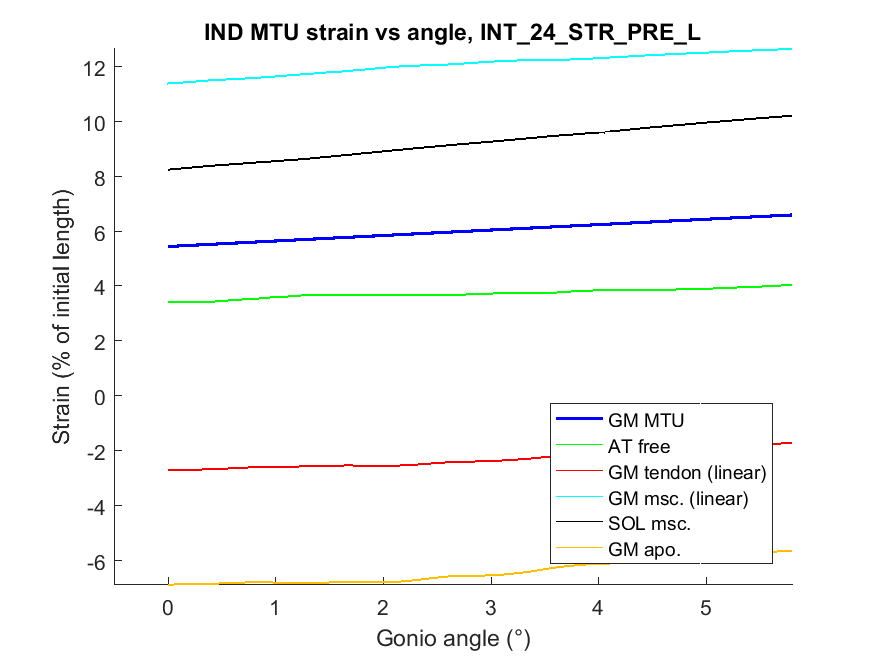 IND MTU strain vs angle, INT_24_STR_PRE_L
Strain (% of initial length)
12
10
8
6
4
2
0
-2
-4
-6
GM MTU
AT free
GM tendon (linear)
GM msc. (linear)
SOL msc.
GM apo.
0 1 2 3 4 5
Gonio angle (°)